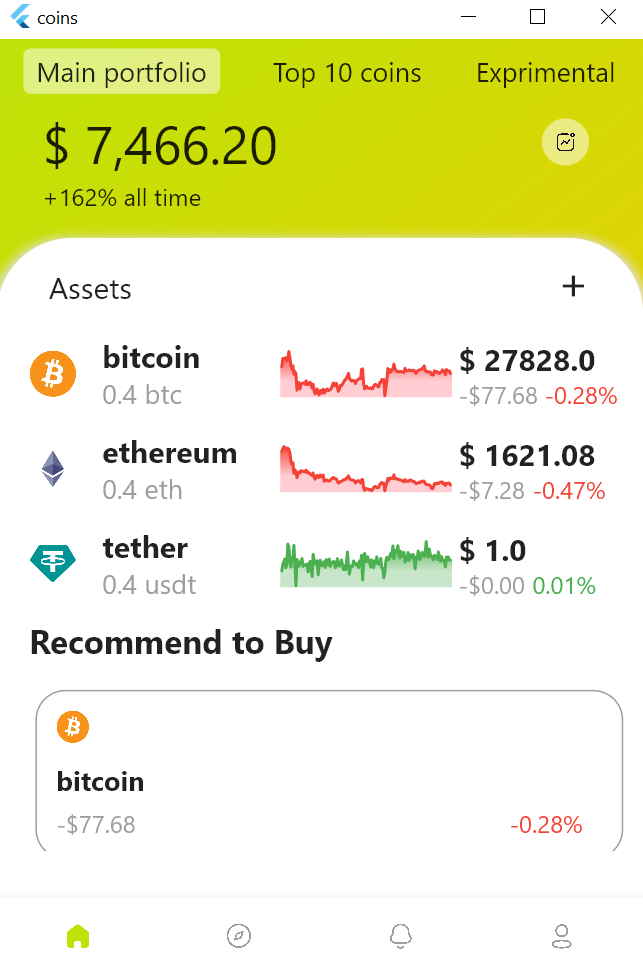 coins
Main portfolio Top 10 coins Exprimental
$ 7,466.20
+162% all time
Assets +
bitcoin $ 27828.0
0.4 btc -$77.68 -0.28%
ethereum $ 1621.08
0.4 eth -$7.28 -0.47%
tether $ 1.0
0.4 usdt -$0.00 0.01%
Recommend to Buy
bitcoin
-$77.68 -0.28%